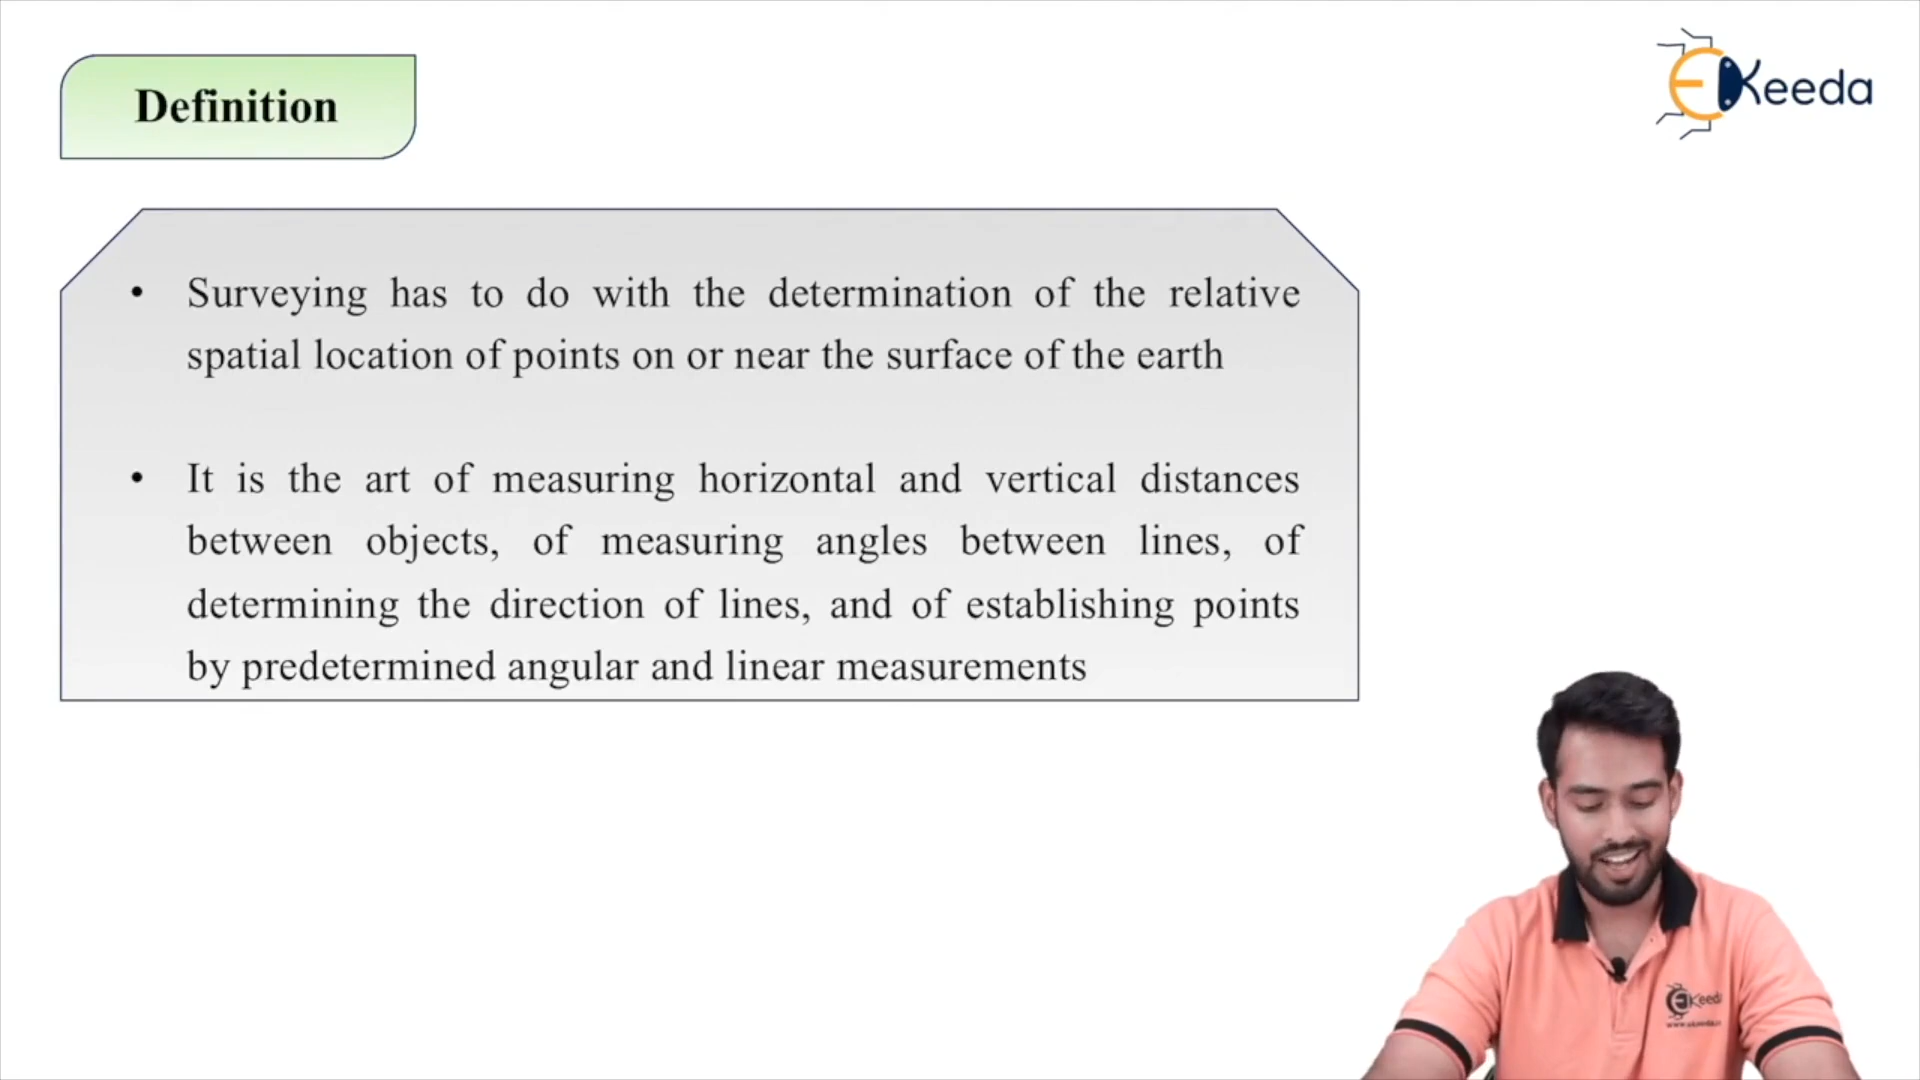 Definition
EKeeda
• Surveying has to do with the determination of the relative
spatial location of points on or near the surface of the earth
• It is the art of measuring horizontal and vertical distances
between objects, of measuring angles between lines, of
determining the direction of lines, and of establishing points
by predetermined angular and linear measurements
EKeeda